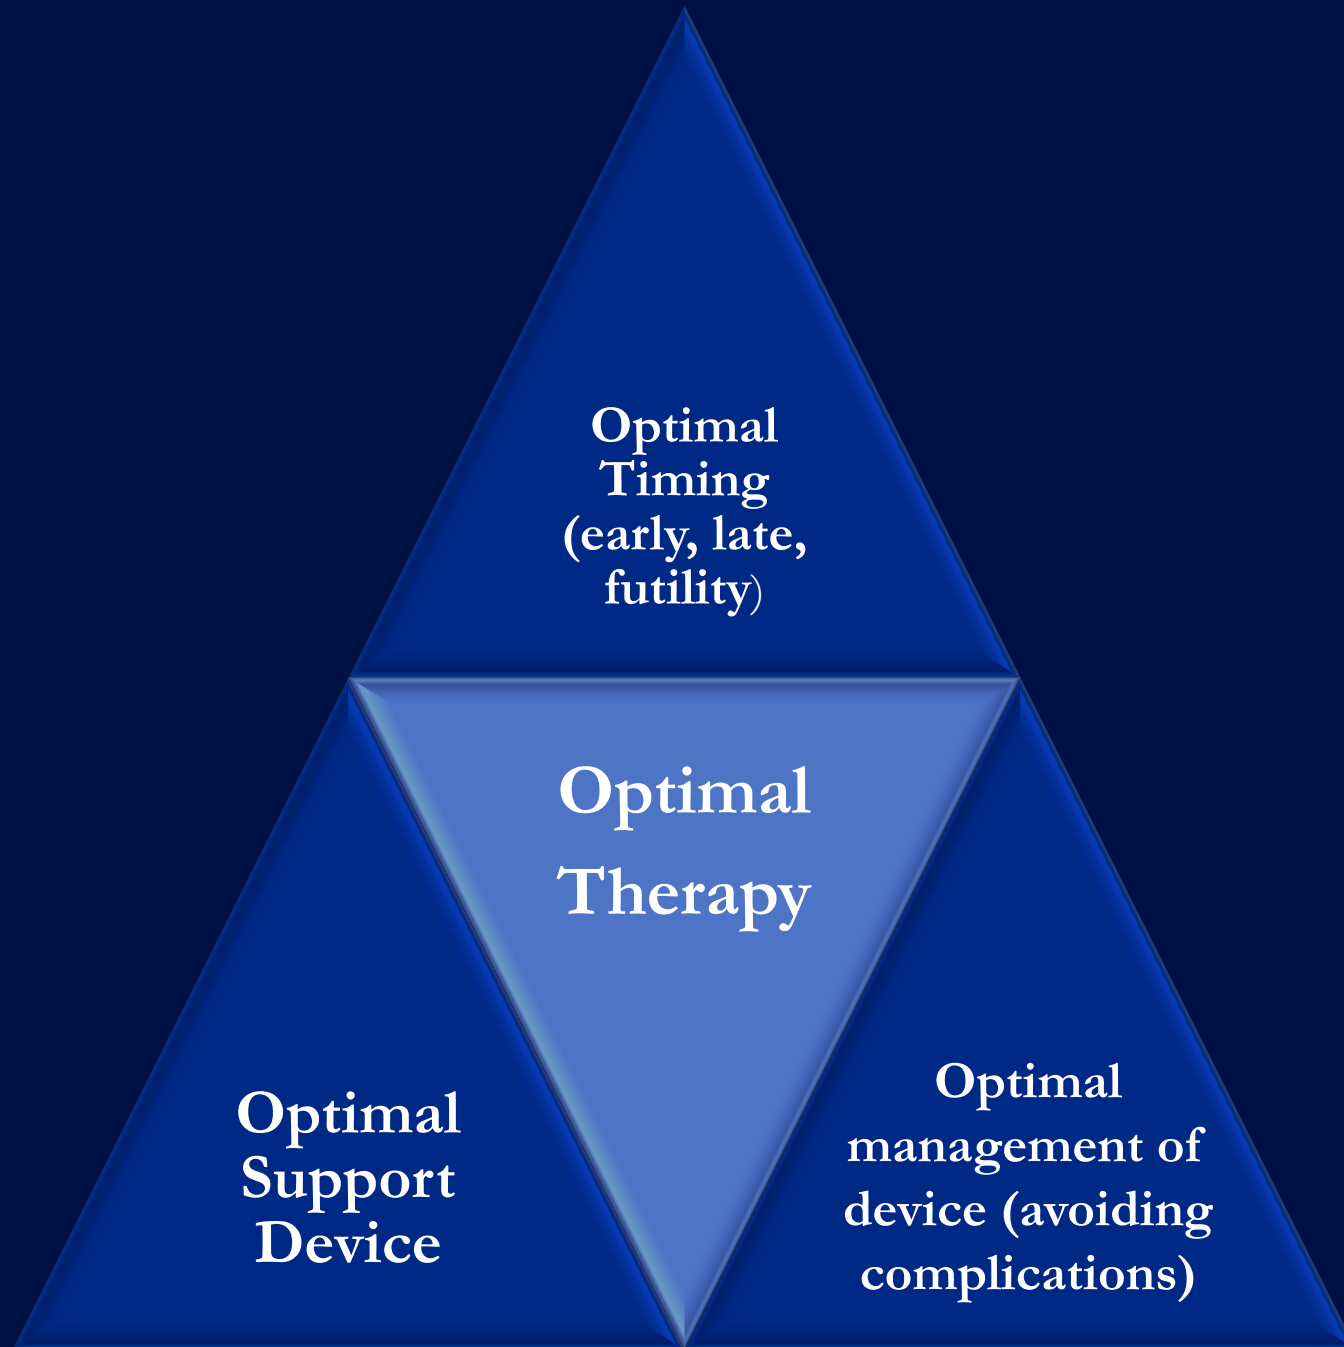 Optimal
Timing
(early, late,
futility)
Optimal
Therapy
Optimal
Support
Device
Optimal
management of
device (avoiding
complications)